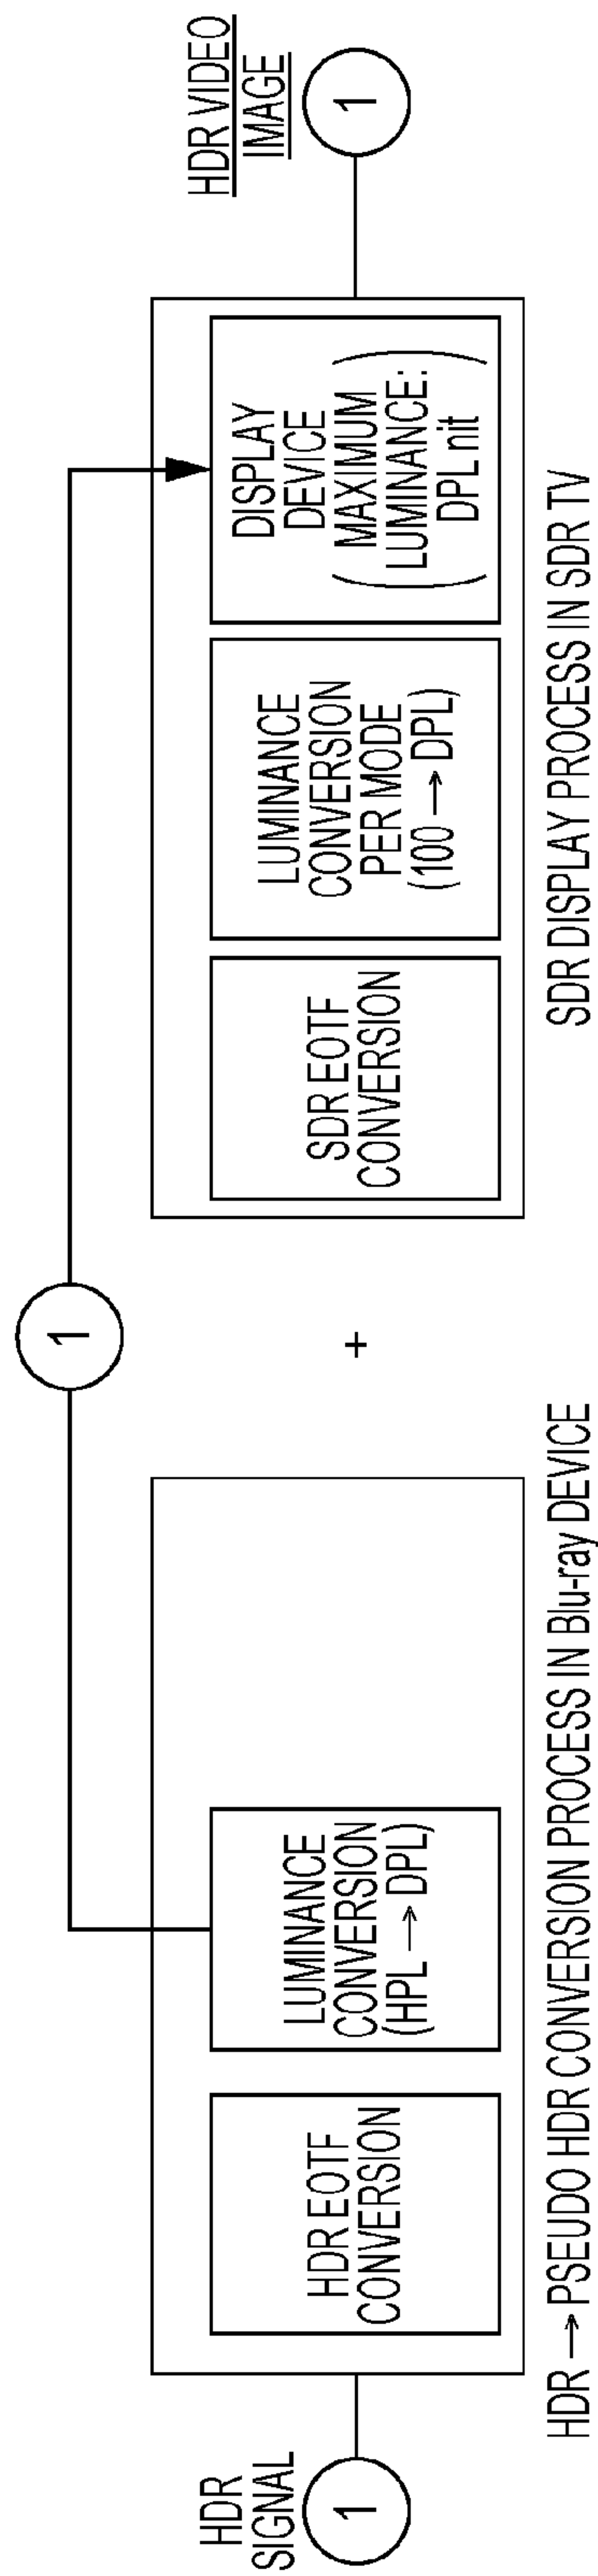 1
HDR
SIGNAL
1
HDR EOTF
CONVERSION
LUMINANCE
CONVERSION
(HPL → DPL)
HDR → PSEUDO HDR CONVERSION PROCESS IN Blu-ray DEVICE
+
SDR EOTF
CONVERSION
LUMINANCE
CONVERSION
PER MODE
(100 → DPL)
DISPLAY
DEVICE
(MAXIMUM
LUMINANCE:
DPL nit)
SDR DISPLAY PROCESS IN SDR TV
HDR VIDEO
IMAGE
1